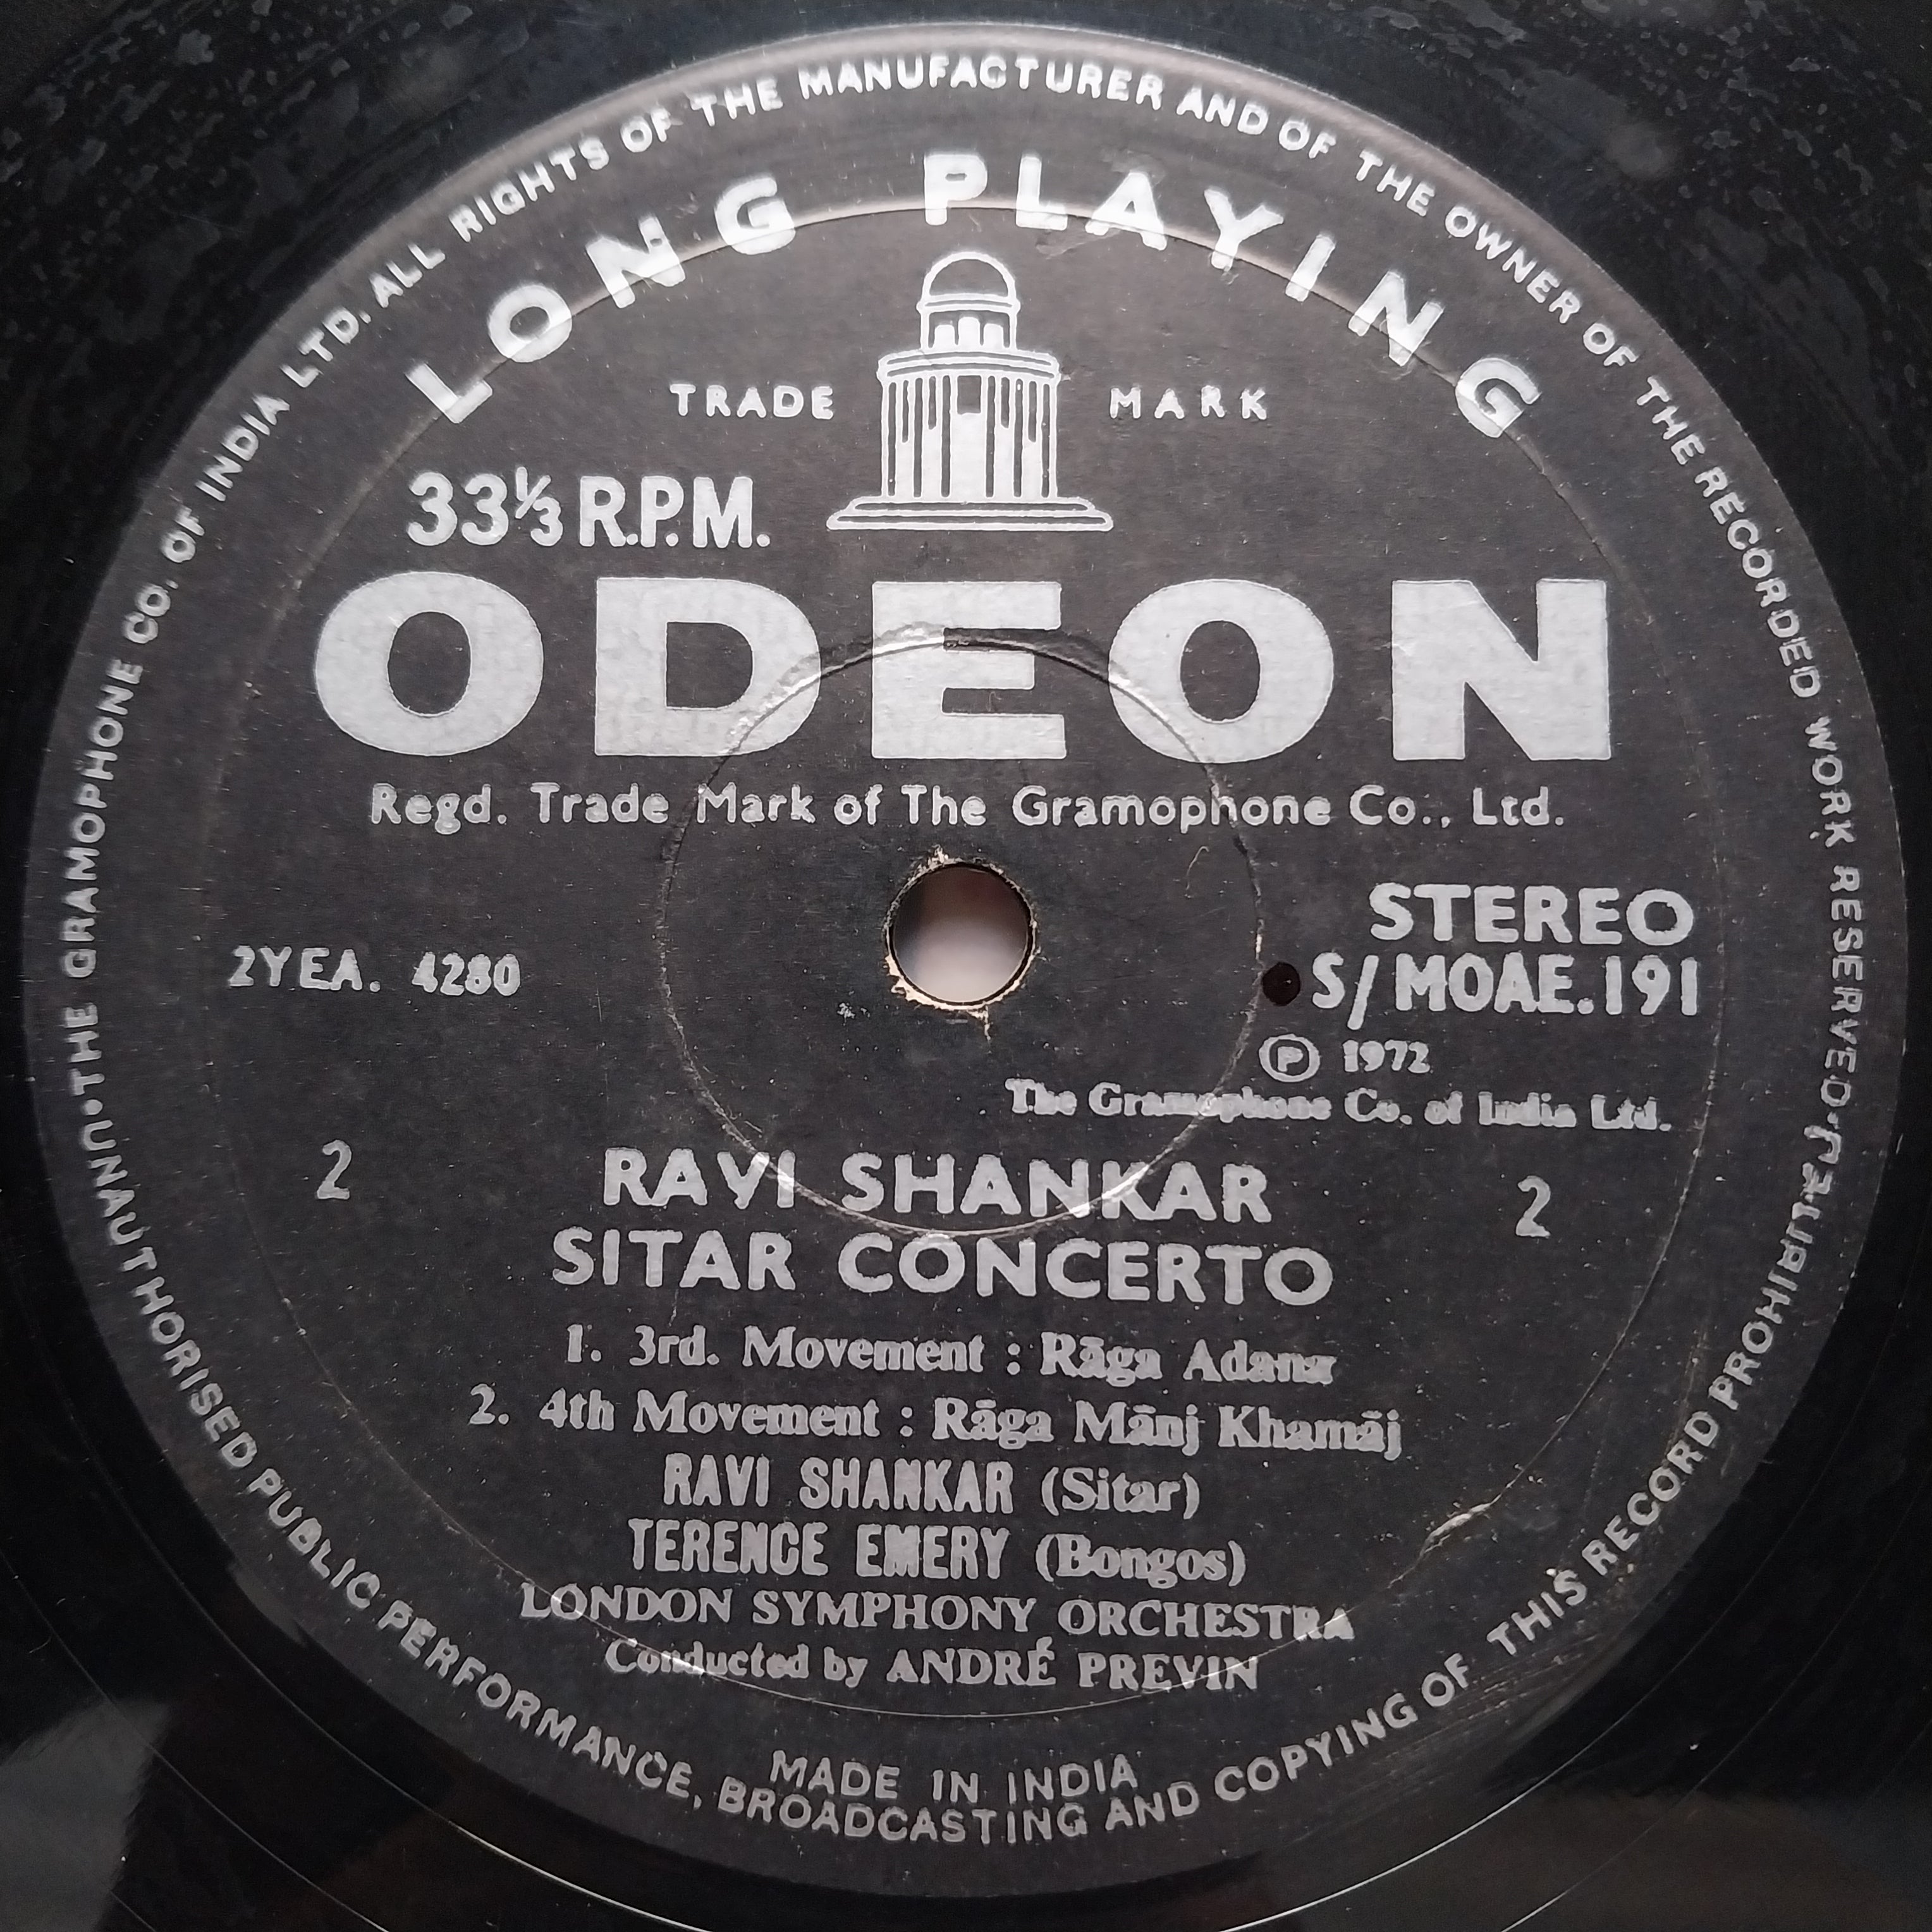 THE GRAMOPHONE CO. OF INDIA LTD. ALL RIGHTS OF THE MANUFACTURER AND OF THE OWNER OF THE RECORDED WORK RESERVED.
LONG PLAYING
TRADE MARK
33⅓ R.P.M.
ODEON
Regd. Trade Mark of The Gramophone Co., Ltd.
STEREO
2YEA. 4280
S/MOAE.191
Ⓟ 1972
The Gramophone Co. of India Ltd.
2 2
RAVI SHANKAR
SITAR CONCERTO
1. 3rd. Movement : Rāga Adana
2. 4th Movement : Rāga Mānj Khamāj
RAVI SHANKAR (Sitar)
TERENCE EMERY (Bongos)
LONDON SYMPHONY ORCHESTRA
Conducted by ANDRÉ PREVIN
MADE IN INDIA
UNAUTHORISED PUBLIC PERFORMANCE, BROADCASTING AND COPYING OF THIS RECORD PROHIBITED